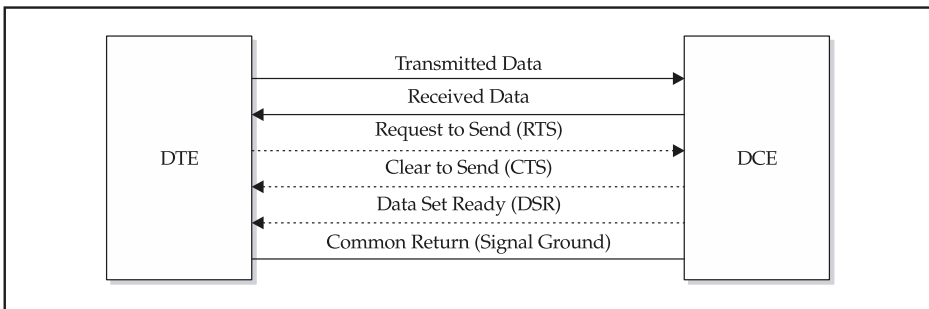 Transmitted Data
Received Data
Request to Send (RTS)
DTE
DCE
Clear to Send (CTS)
Data Set Ready (DSR)
Common Return (Signal Ground)